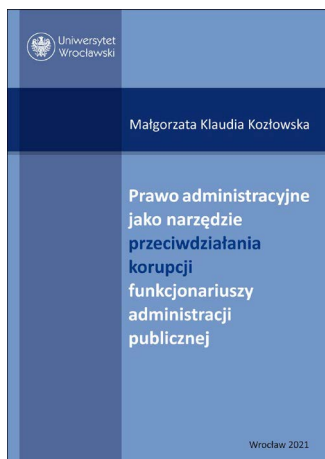 Uniwersytet
Wrocławski
Małgorzata Klaudia Kozłowska
Prawo administracyjne
jako narzędzie
przeciwdziałania
korupcji
funkcjonariuszy
administracji
publicznej
Wrocław 2021